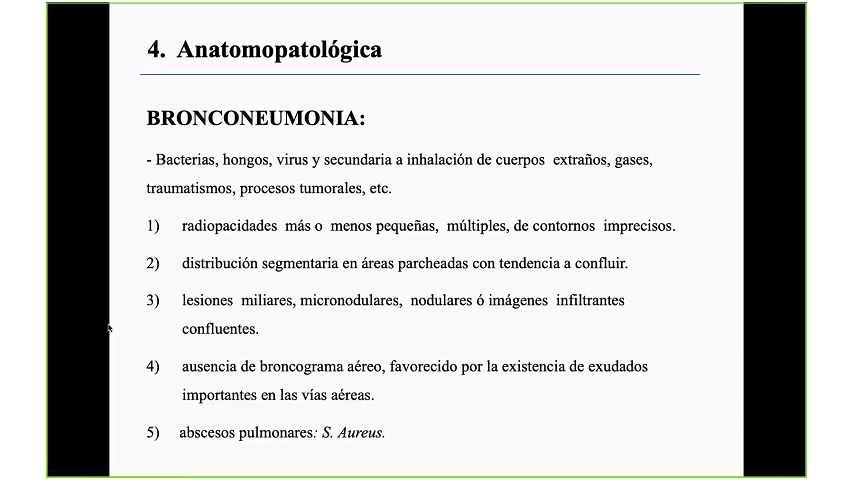 4. Anatomopatológica
BRONCONEUMONIA:
- Bacterias, hongos, virus y secundaria a inhalación de cuerpos extraños, gases,
traumatismos, procesos tumorales, etc.
1) radiopacidades más o menos pequeñas, múltiples, de contornos imprecisos.
2) distribución segmentaria en áreas parcheadas con tendencia a confluir.
3) lesiones miliares, micronodulares, nodulares ó imágenes infiltrantes
confluentes.
4) ausencia de broncograma aéreo, favorecido por la existencia de exudados
importantes en las vías aéreas.
5) abscesos pulmonares: S. Aureus.